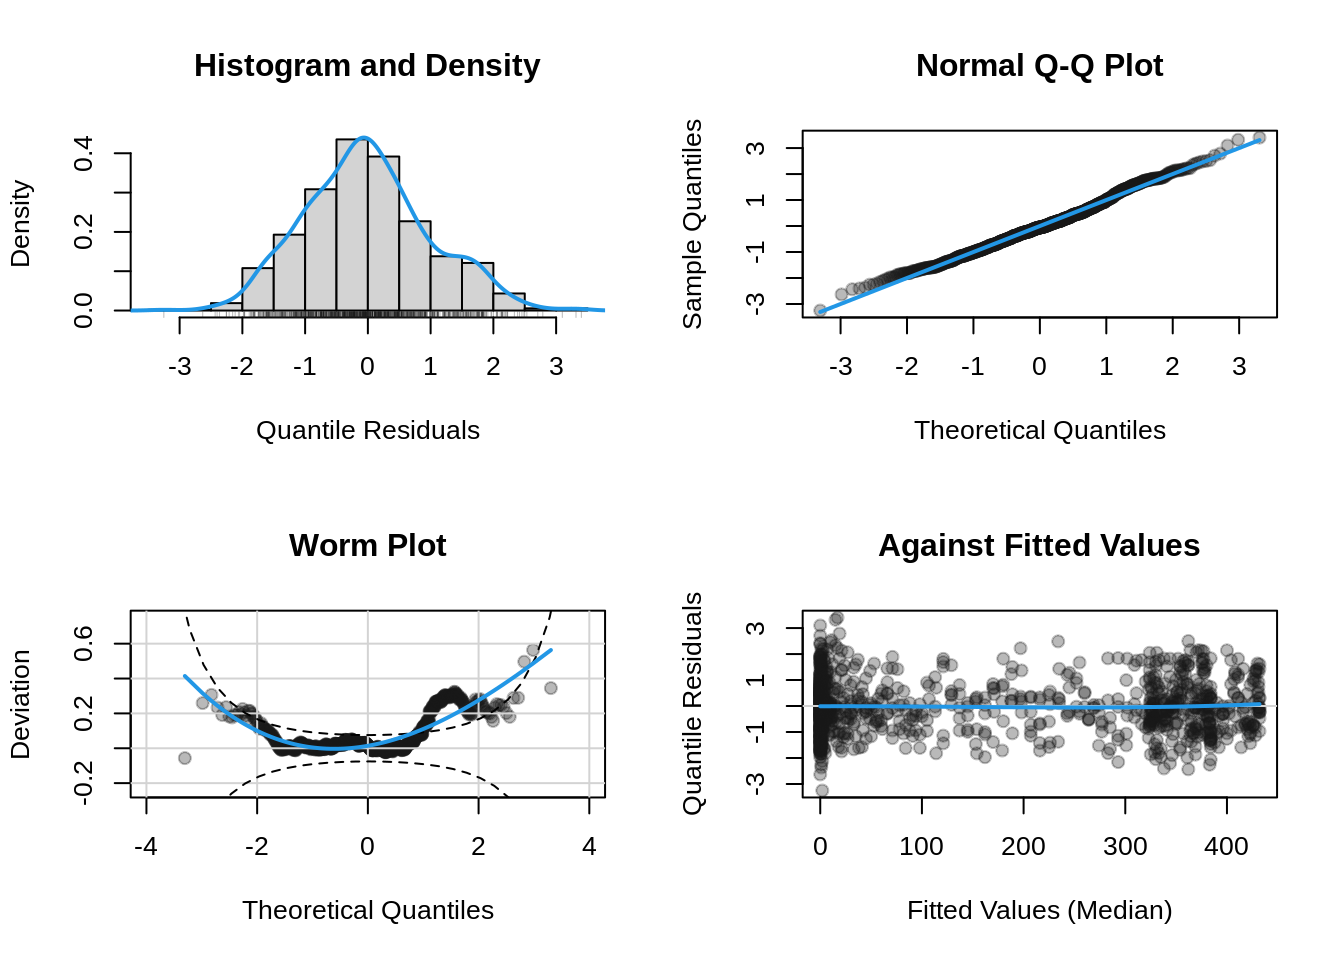 Histogram and Density
Density
0.0 0.2 0.4
-3 -2 -1 0 1 2 3
Quantile Residuals
Normal Q-Q Plot
Sample Quantiles
-3 -1 1 3
-3 -2 -1 0 1 2 3
Theoretical Quantiles
Worm Plot
Deviation
-0.2 0.2 0.6
-4 -2 0 2 4
Theoretical Quantiles
Against Fitted Values
Quantile Residuals
-3 -1 1 3
0 100 200 300 400
Fitted Values (Median)